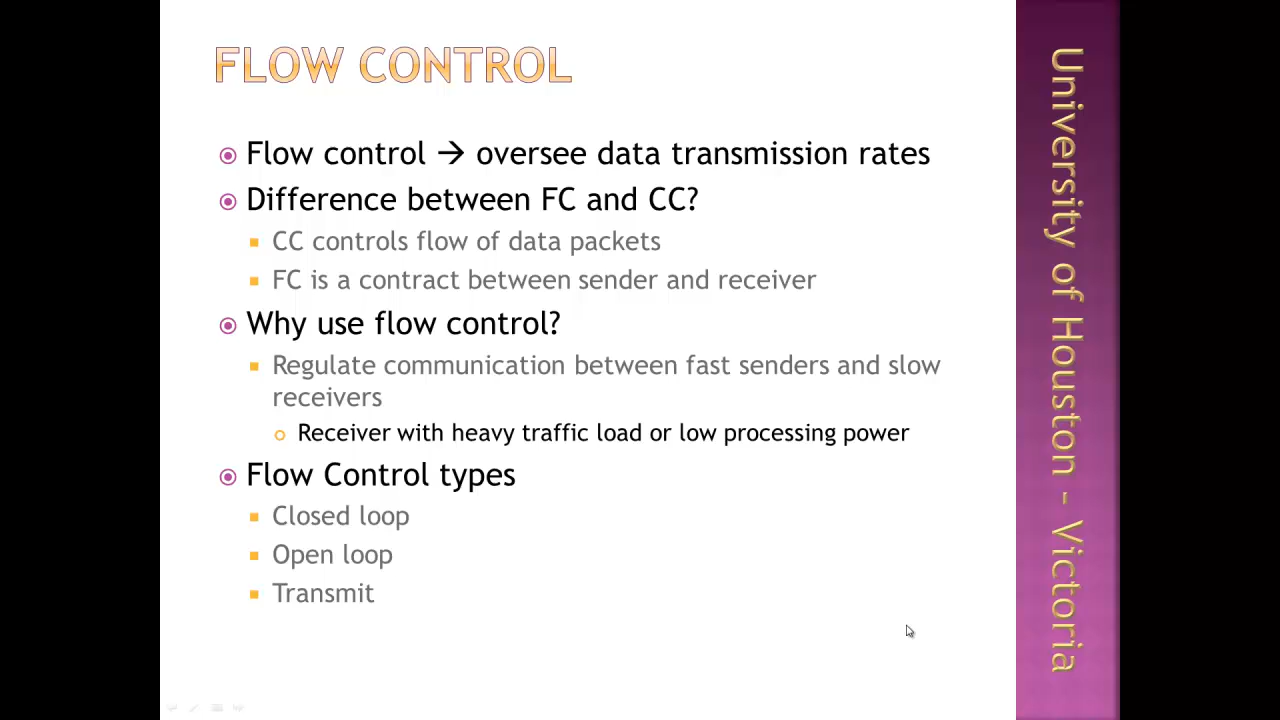 FLOW CONTROL
Flow control → oversee data transmission rates
Difference between FC and CC?
CC controls flow of data packets
FC is a contract between sender and receiver
Why use flow control?
Regulate communication between fast senders and slow
receivers
Receiver with heavy traffic load or low processing power
Flow Control types
Closed loop
Open loop
Transmit
University of Houston - Victoria